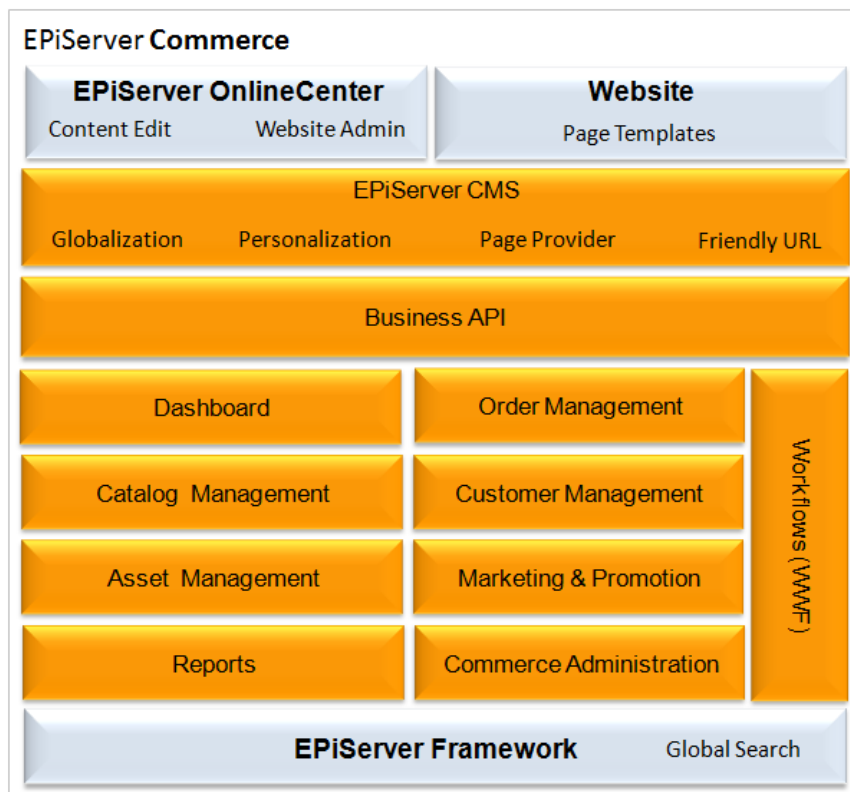 EPiServer Commerce
EPiServer OnlineCenter
Content Edit Website Admin
Website
Page Templates
EPiServer CMS
Globalization Personalization Page Provider Friendly URL
Business API
Dashboard
Order Management
Catalog Management
Customer Management
Asset Management
Marketing & Promotion
Reports
Commerce Administration
Workflows (WWF)
EPiServer Framework Global Search